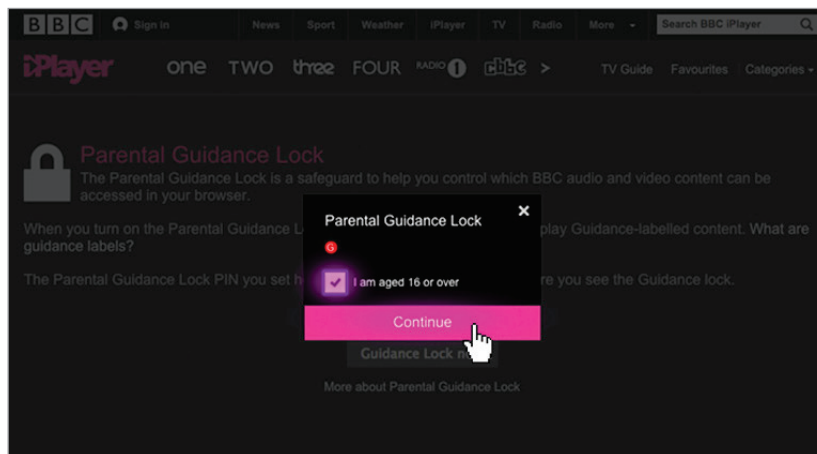 BBC Sign in News Sport Weather iPlayer TV Radio More Search BBC iPlayer
iPlayer one TWO three FOUR RADIO 1 cbbc > TV Guide Favourites Categories
Parental Guidance Lock
The Parental Guidance Lock is a safeguard to help you control which BBC audio and video content can be
accessed in your browser.
Parental Guidance Lock ×
When you turn on the Parental Guidance play Guidance-labelled content. What are
guidance labels?
G
The Parental Guidance Lock PIN you set you see the Guidance lock.
I am aged 16 or over
Continue
Guidance Lock
More about Parental Guidance Lock